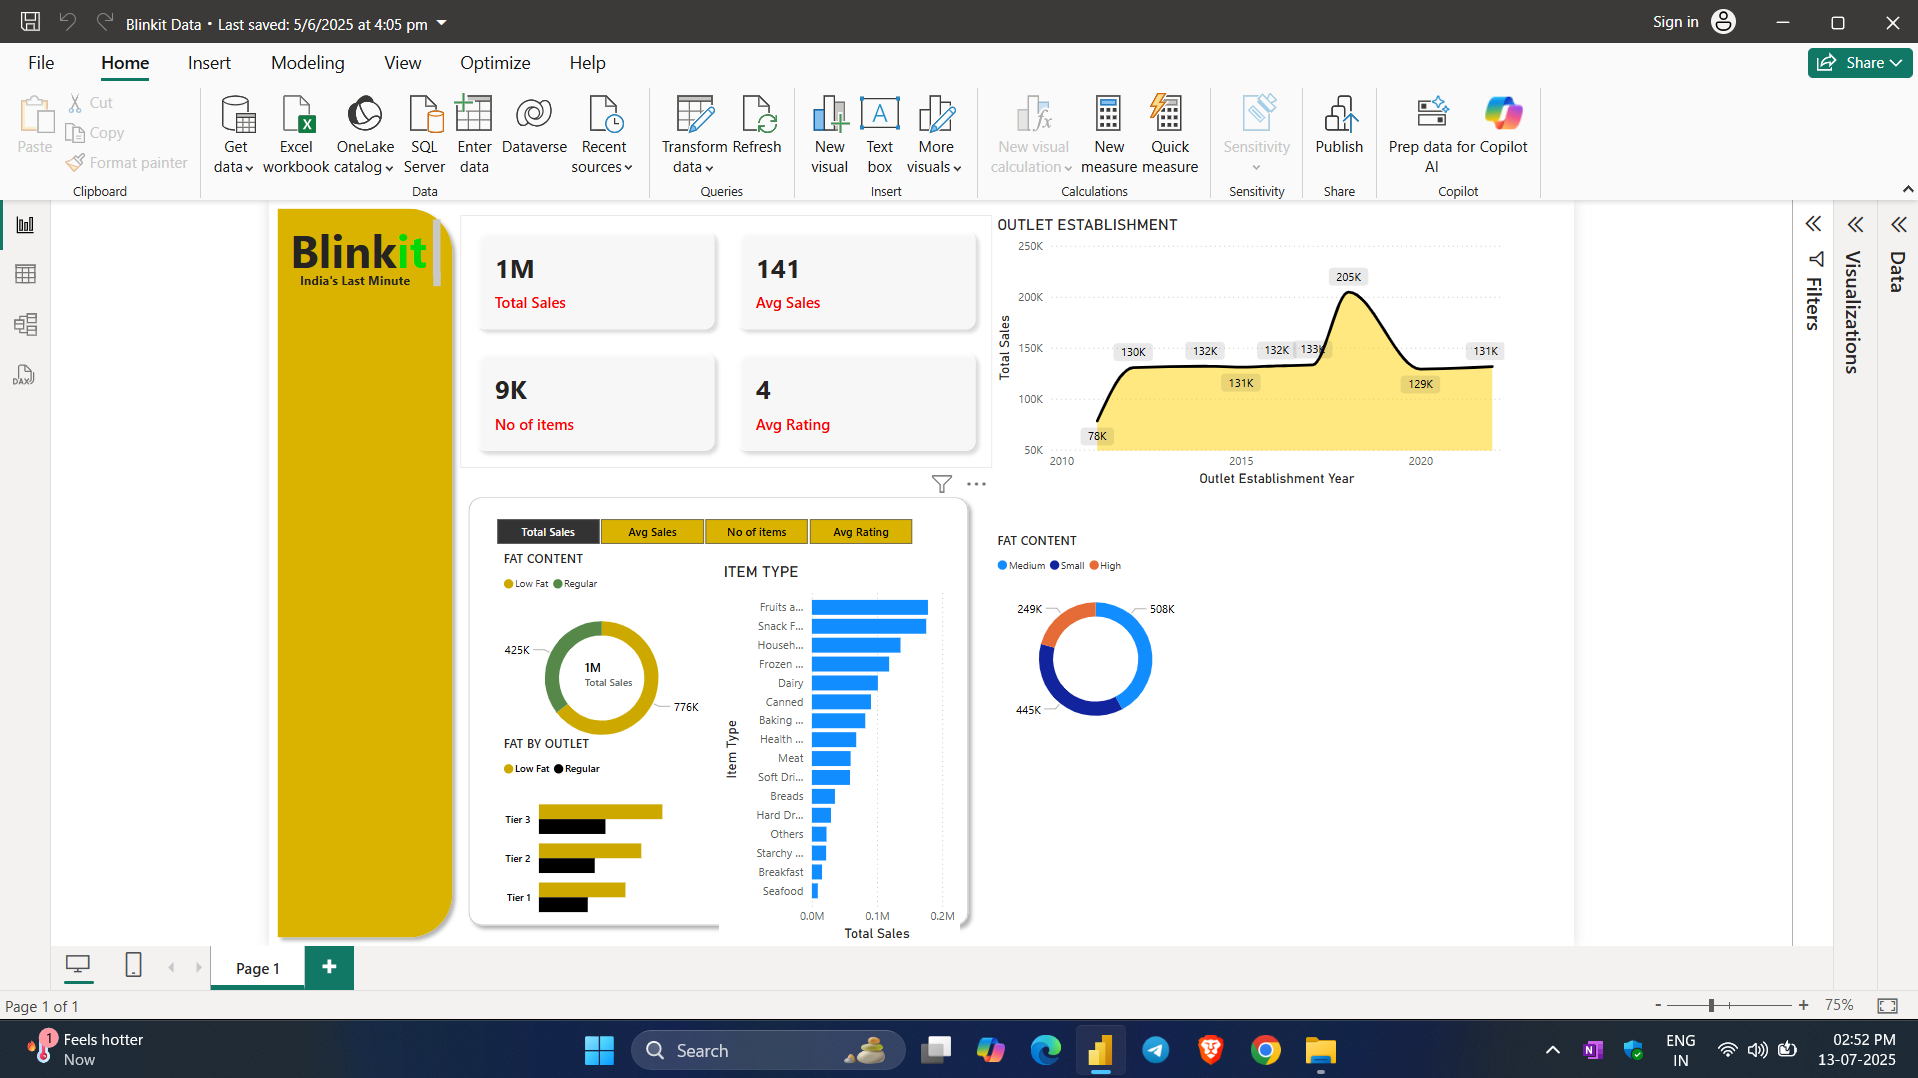 Blinkit Data • Last saved: 5/6/2025 at 4:05 pm
Sign in
File
Home
Insert
Modeling
View
Optimize
Help
Share
Paste
Cut
Copy
Format painter
Clipboard
Get data
Excel workbook
OneLake catalog
SQL Server
Enter data
Dataverse
Recent sources
Data
Transform data
Refresh
Queries
New visual
Text box
More visuals
Insert
New visual calculation
New measure
Quick measure
Calculations
Sensitivity
Sensitivity
Publish
Share
Prep data for AI
Copilot
Copilot
DAX
Blinkit
India's Last Minute
1M
Total Sales
141
Avg Sales
9K
No of items
4
Avg Rating
OUTLET ESTABLISHMENT
Total Sales
250K
200K
150K
100K
50K
78K
130K
132K
131K
132K
133K
205K
129K
131K
2010
2015
2020
Outlet Establishment Year
Total Sales
Avg Sales
No of items
Avg Rating
FAT CONTENT
Low Fat
Regular
425K
1M
Total Sales
776K
FAT BY OUTLET
Low Fat
Regular
Tier 3
Tier 2
Tier 1
ITEM TYPE
Item Type
Fruits a...
Snack F...
Househ...
Frozen ...
Dairy
Canned
Baking ...
Health ...
Meat
Soft Dri...
Breads
Hard Dr...
Others
Starchy ...
Breakfast
Seafood
0.0M
0.1M
0.2M
Total Sales
FAT CONTENT
Medium
Small
High
249K
508K
445K
Filters
Visualizations
Data
Page 1
Page 1 of 1
75%
1
Feels hotter
Now
Search
ENG
IN
02:52 PM
13-07-2025